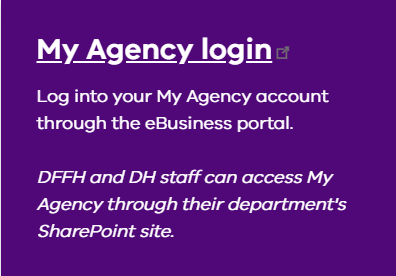 My Agency login
Log into your My Agency account
through the eBusiness portal.
DFFH and DH staff can access My
Agency through their department's
SharePoint site.